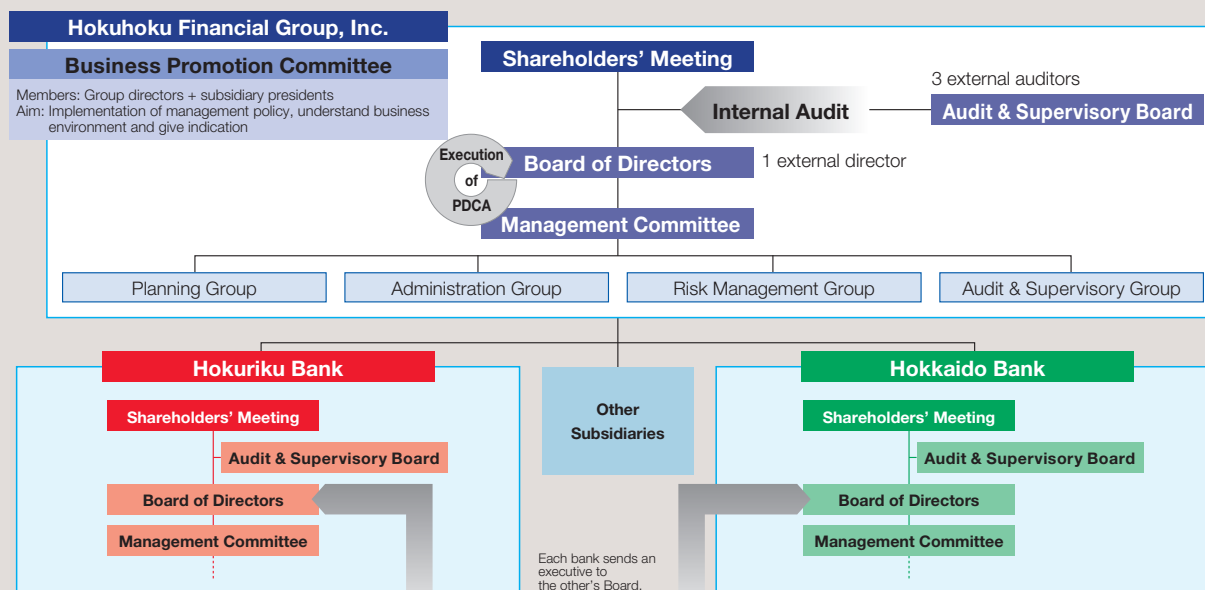 Hokuhoku Financial Group, Inc.
Business Promotion Committee
Members: Group directors + subsidiary presidents
Aim: Implementation of management policy, understand business
environment and give indication
Shareholders' Meeting
3 external auditors
Internal Audit
Audit & Supervisory Board
Execution
of
PDCA
Board of Directors
1 external director
Management Committee
Planning Group
Administration Group
Risk Management Group
Audit & Supervisory Group
Hokuriku Bank
Shareholders' Meeting
Audit & Supervisory Board
Board of Directors
Management Committee
Other
Subsidiaries
Each bank sends an
executive to
the other's Board.
Hokkaido Bank
Shareholders' Meeting
Audit & Supervisory Board
Board of Directors
Management Committee